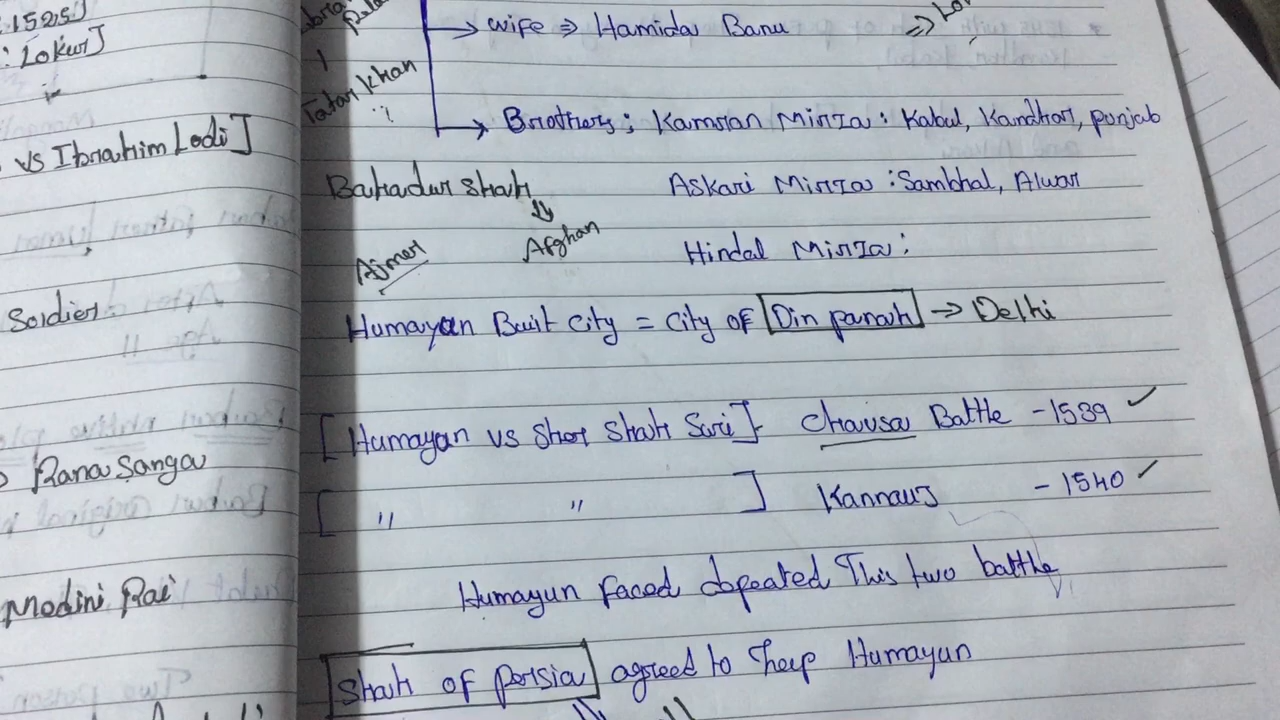 : 1525]
: Lokur]
vs Ibrahim Lodi]
Soldier
Rana Sanga
Modini Rai
Tatar Khan
→ wife ⇒ Hamida Banu
→ Brothers; Kamran Mirza : Kabul, Kandhar, punjab
Bahadur Shah
Askari Mirza : Sambhal, Alwar
Afghan
Ajmer
Hindal Mirza :
Humayan Built City = City of Din panah → Delhi
[Humayan vs Sher Shah Suri] Chausa Battle - 1539 ✓
[ " " ] Kannauj - 1540 ✓
Humayun faced defeated This two battle
Shah of persia agreed to help Humayun